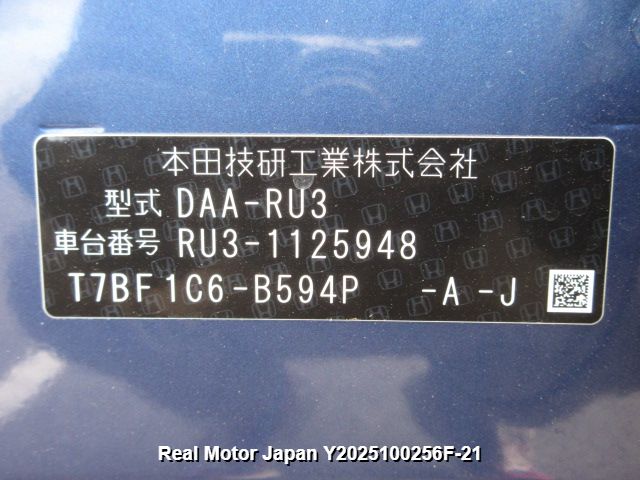 本田技研工業株式会社
型式 DAA-RU3
車台番号 RU3-1125948
T7BF1C6-B594P -A -J
Real Motor Japan Y2025100256F-21